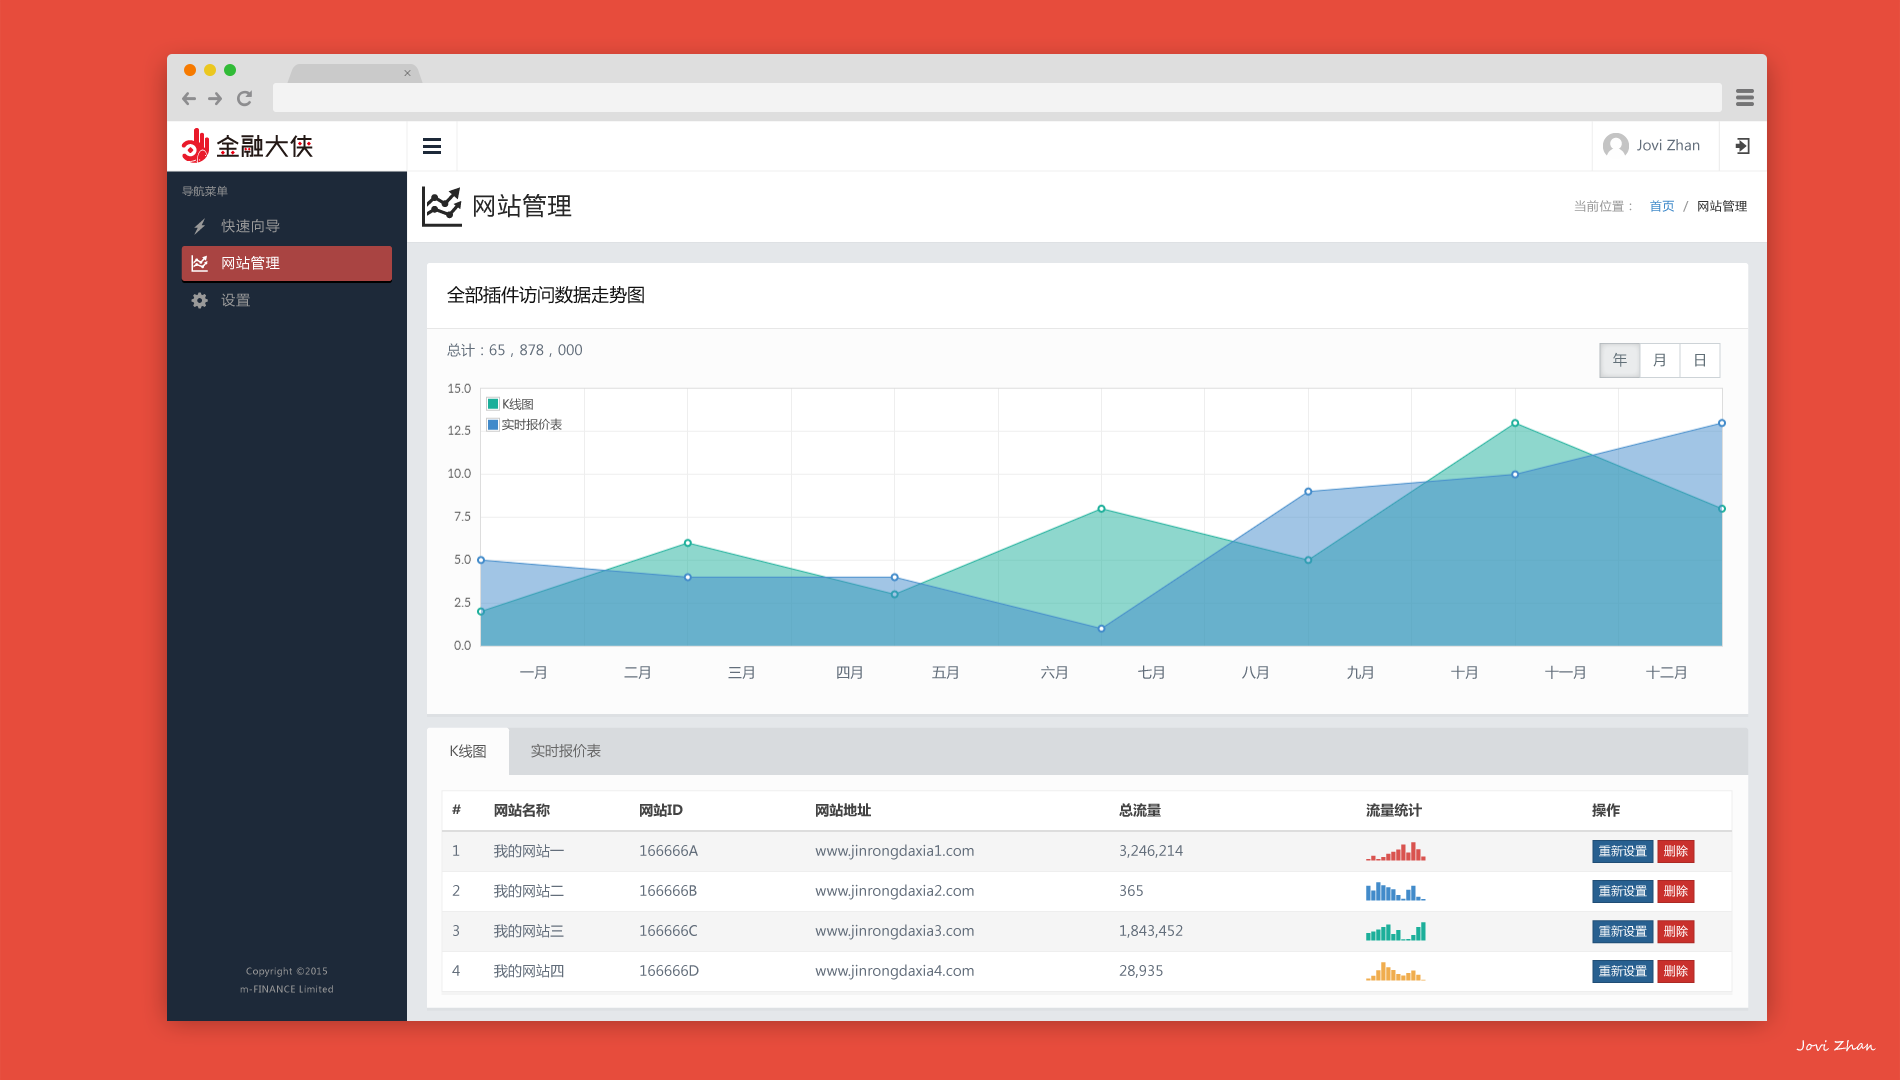 ×
金融大侠
Jovi Zhan
导航菜单
快速向导
网站管理
设置
网站管理
当前位置： 首页 / 网站管理
全部插件访问数据走势图
总计：65，878，000
年 月 日
15.0
12.5
10.0
7.5
5.0
2.5
0.0
K线图
实时报价表
一月 二月 三月 四月 五月 六月 七月 八月 九月 十月 十一月 十二月
K线图 实时报价表
# 网站名称 网站ID 网站地址 总流量 流量统计 操作
1 我的网站一 166666A www.jinrongdaxia1.com 3,246,214 重新设置 删除
2 我的网站二 166666B www.jinrongdaxia2.com 365 重新设置 删除
3 我的网站三 166666C www.jinrongdaxia3.com 1,843,452 重新设置 删除
4 我的网站四 166666D www.jinrongdaxia4.com 28,935 重新设置 删除
Copyright ©2015
m-FINANCE Limited
Jovi Zhan